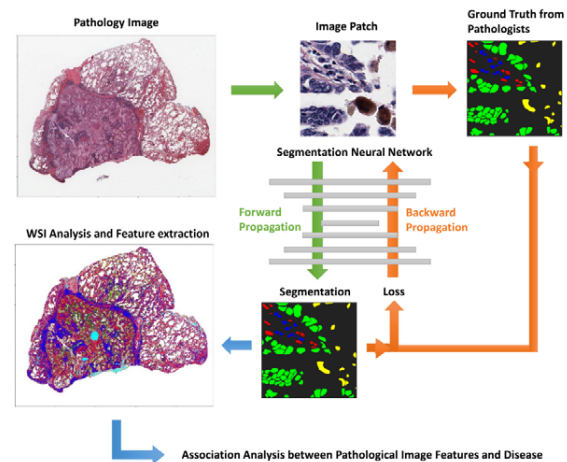 Pathology Image
Image Patch
Ground Truth from
Pathologists
Segmentation Neural Network
Forward
Propagation
Backward
Propagation
WSI Analysis and Feature extraction
Segmentation
Loss
Association Analysis between Pathological Image Features and Disease